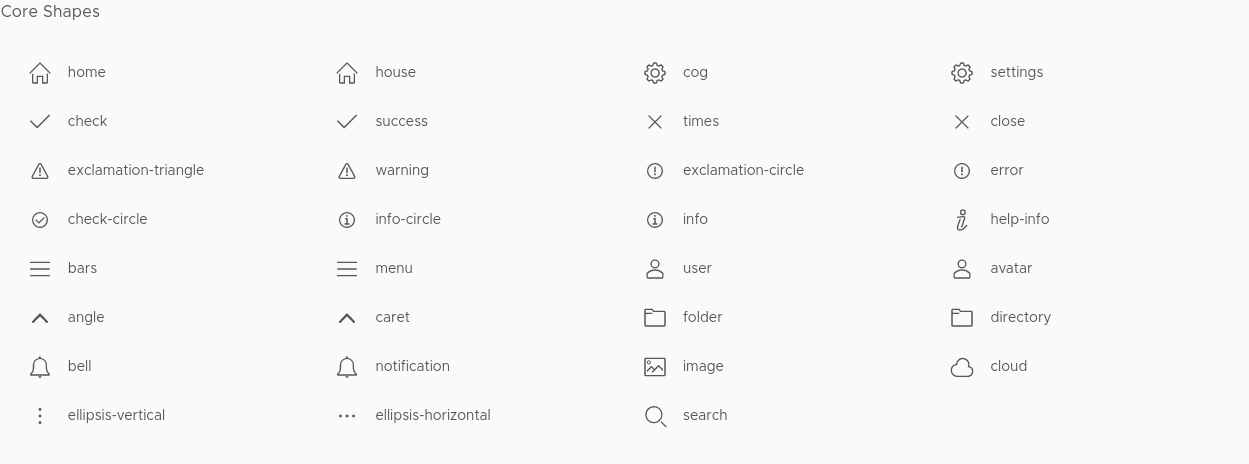 Core Shapes
home house cog settings
check success times close
exclamation-triangle warning exclamation-circle error
check-circle info-circle info help-info
bars menu user avatar
angle caret folder directory
bell notification image cloud
ellipsis-vertical ellipsis-horizontal search